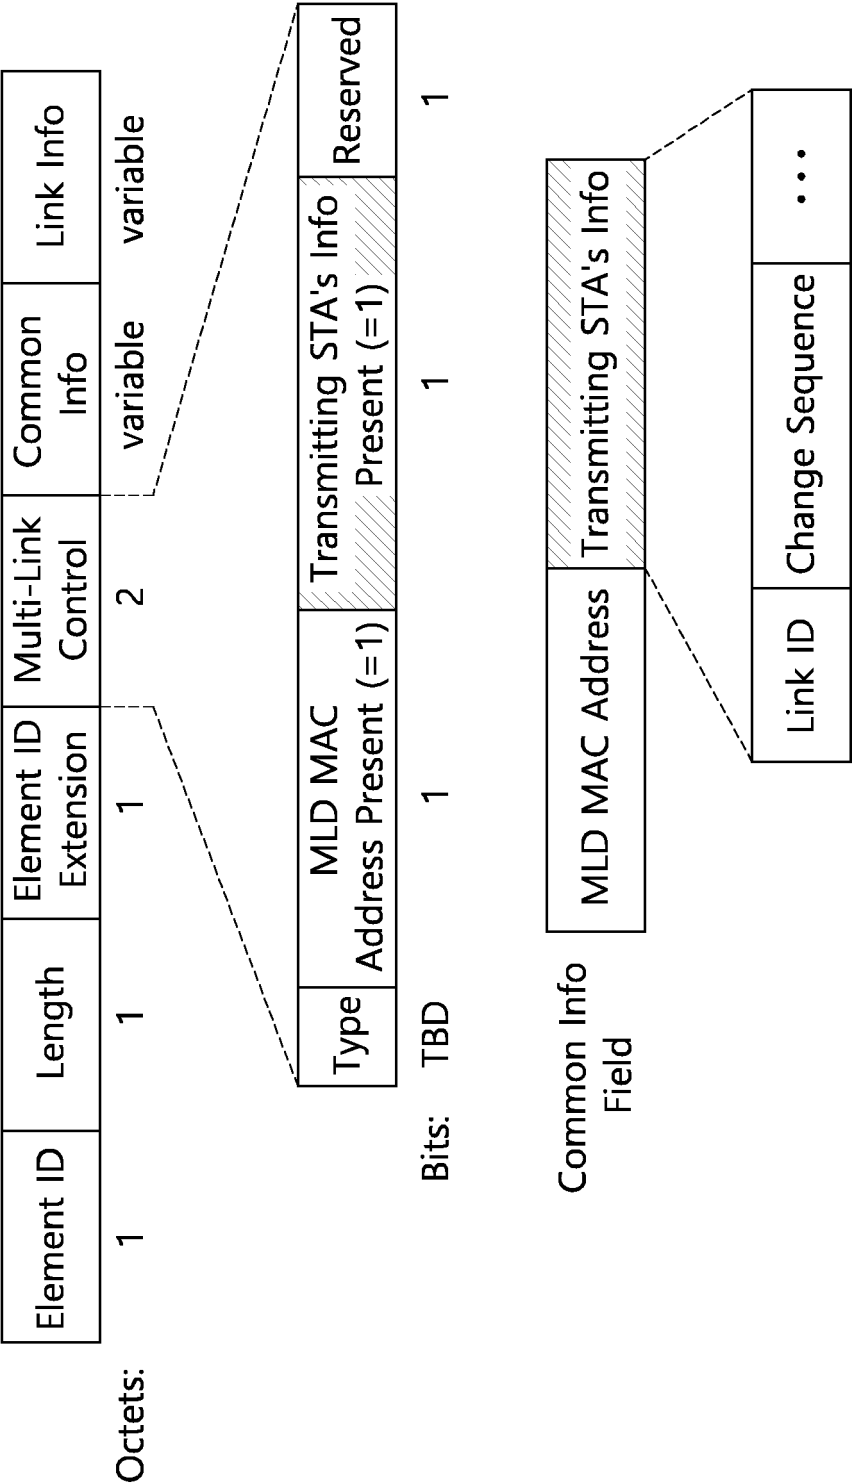 Element ID
Length
Element ID
Extension
Multi-Link
Control
Common
Info
Link Info
Octets:
1
1
1
2
variable
variable
Type
MLD MAC
Address Present (=1)
Transmitting STA's Info
Present (=1)
Reserved
Bits:
TBD
1
1
1
Common Info
Field
MLD MAC Address
Transmitting STA's Info
Link ID
Change Sequence
...